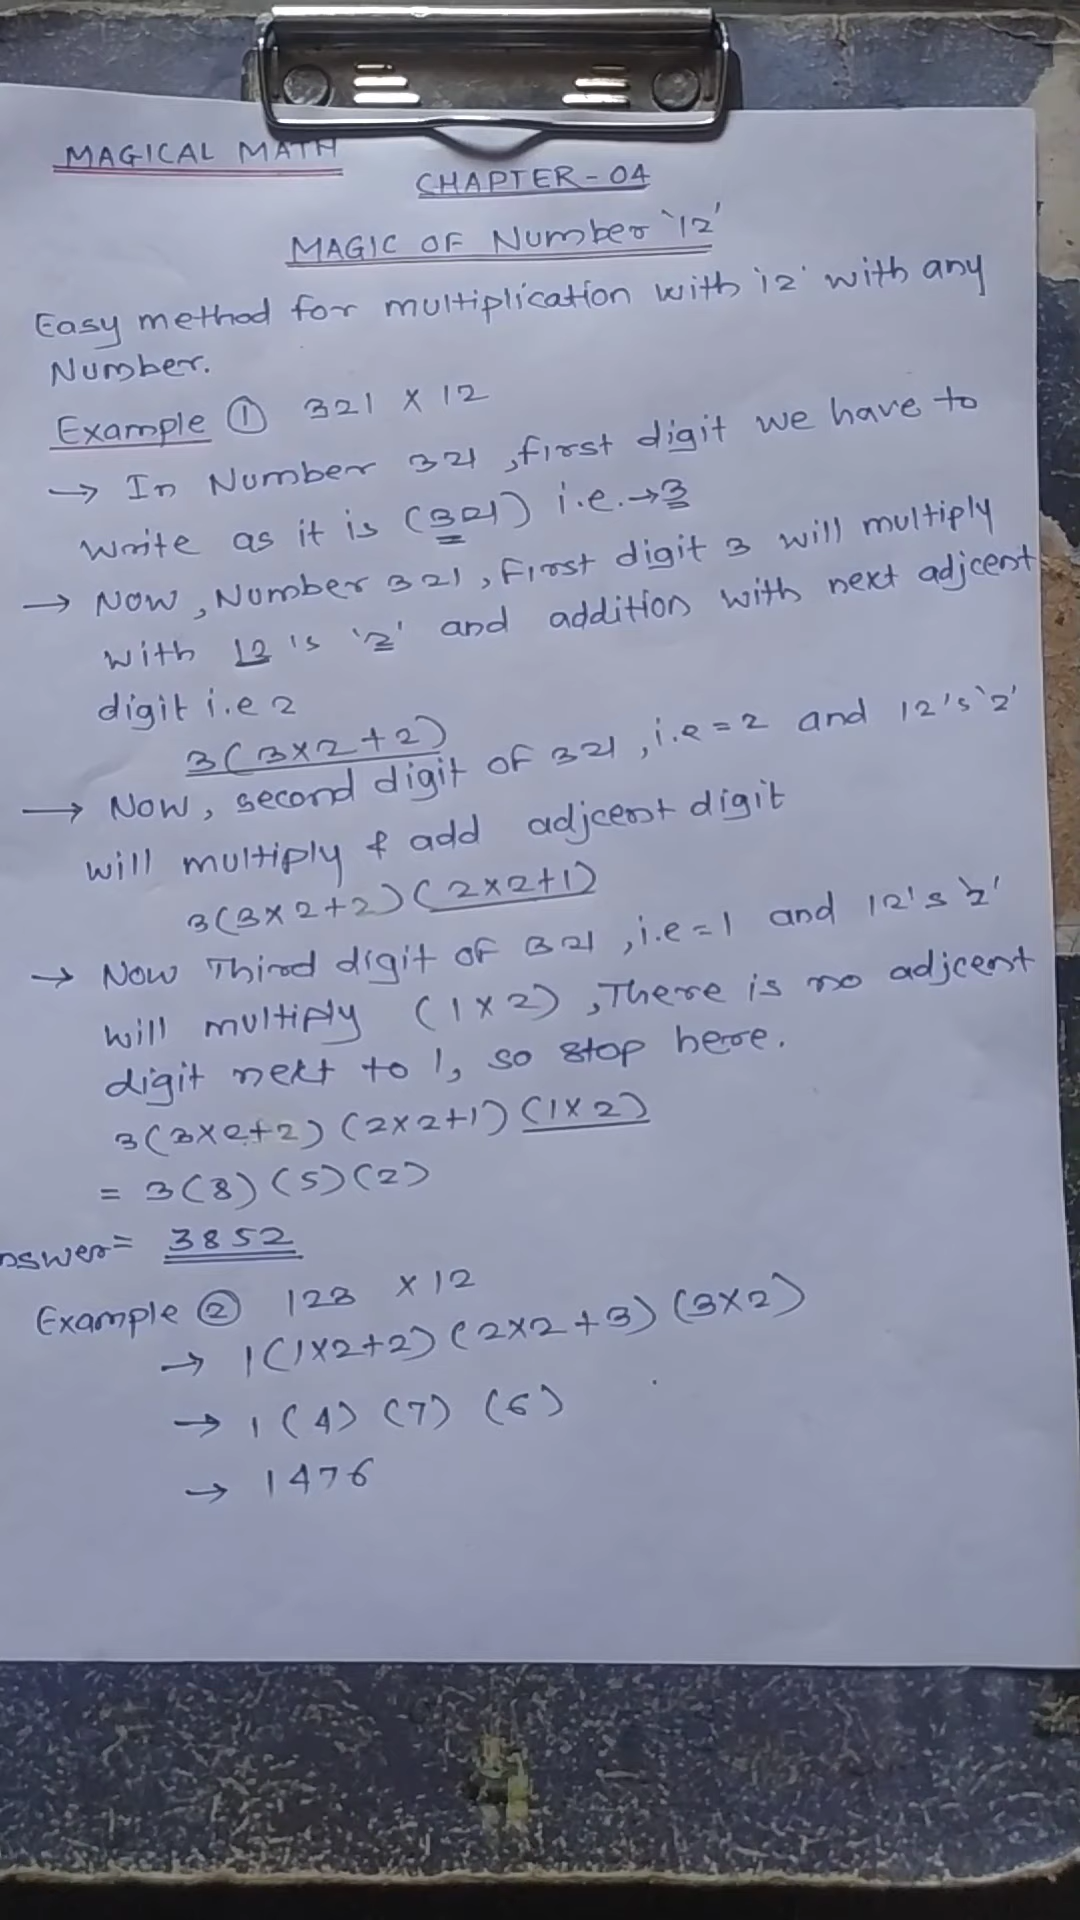 MAGICAL MATH
CHAPTER-04
MAGIC OF Number '12'
Easy method for multiplication with '12' with any
Number.
Example ① 321 x 12
→ In Number 321, first digit we have to
Write as it is (321) i.e.→3
→ Now, Number 321, First digit 3 will multiply
with 12's '2' and addition with next adjcent
digit i.e 2
3(3x2+2)
→ Now, second digit of 321, i.e=2 and 12's '2'
will multiply & add adjcent digit
3(3x2+2)(2x2+1)
→ Now Third digit of 321, i.e=1 and 12's '2'
will multiply (1x2), There is no adjcent
digit next to 1, so stop here.
3(3x2+2)(2x2+1)(1x2)
= 3(8)(5)(2)
nswer= 3852
Example ② 123 x 12
→ 1(1x2+2)(2x2+3)(3x2)
→ 1(4)(7)(6)
→ 1476